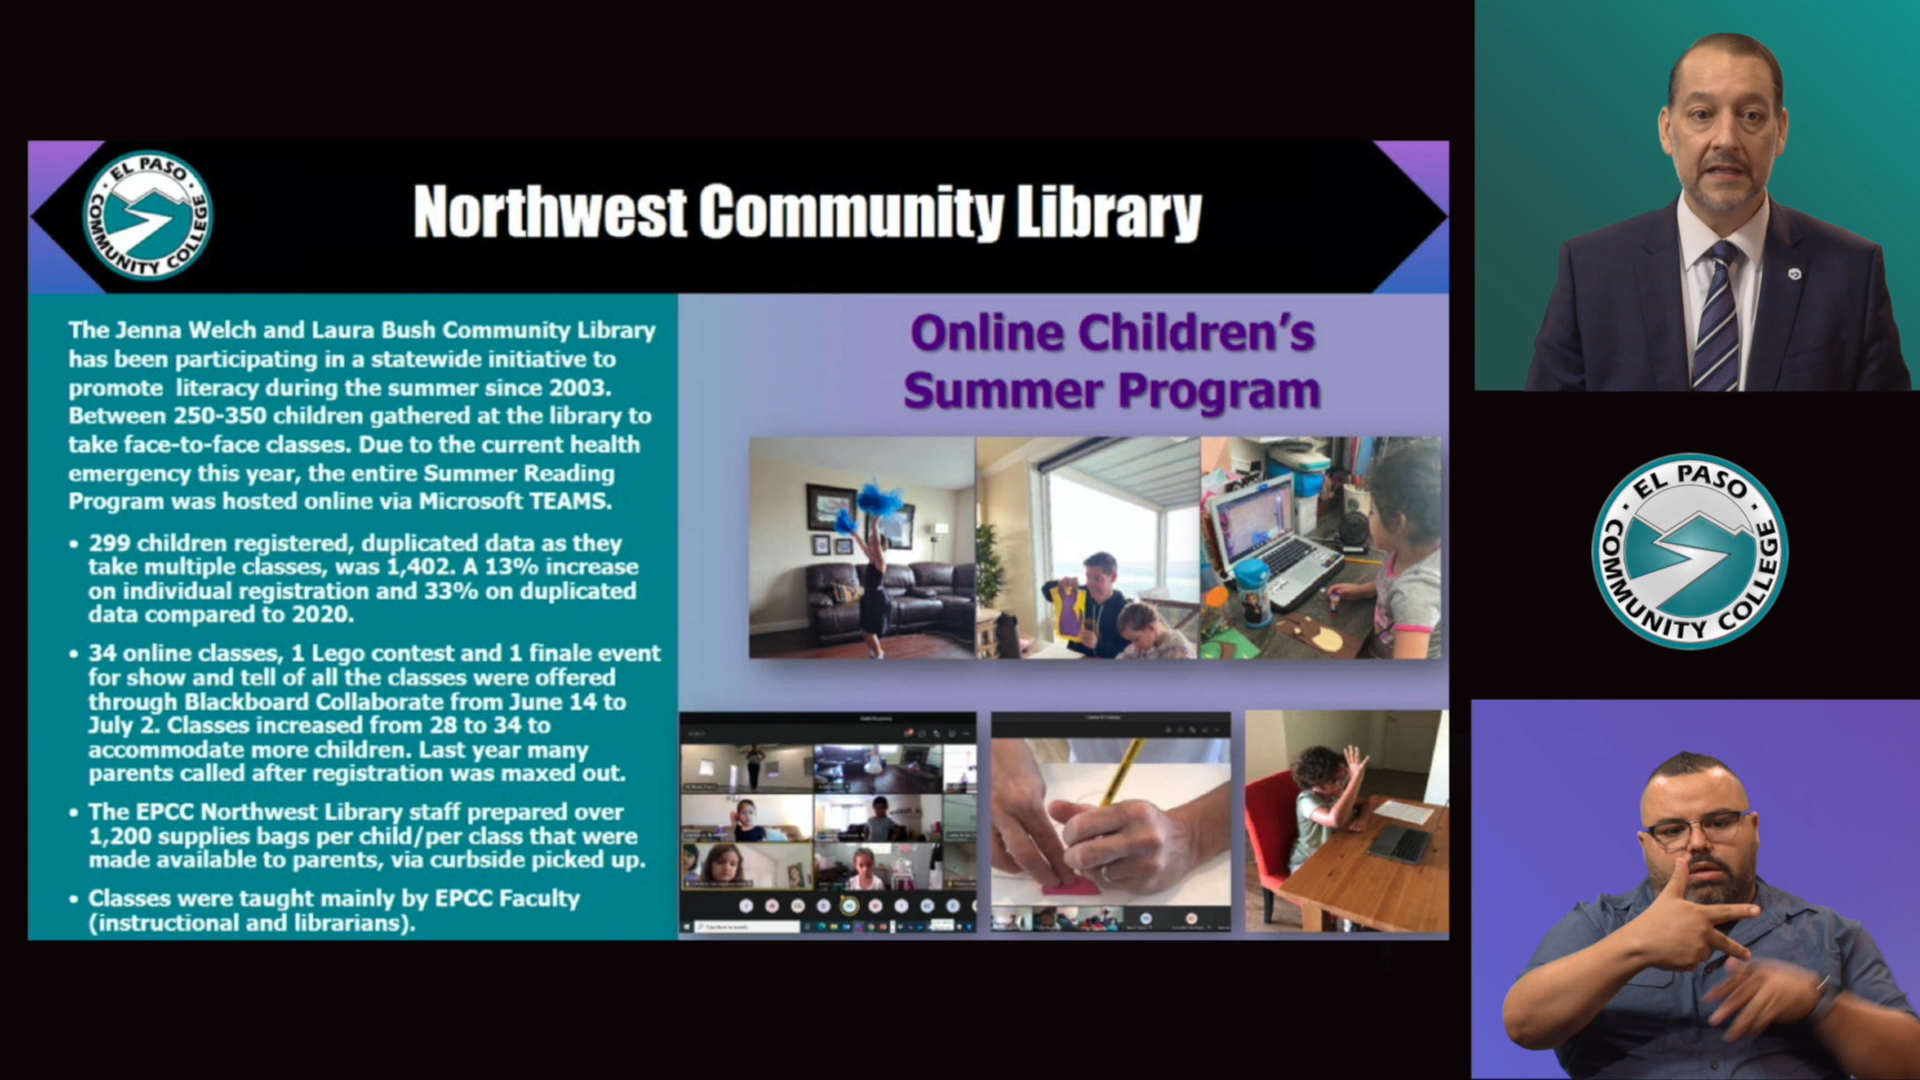 EL PASO
COMMUNITY COLLEGE
Northwest Community Library
The Jenna Welch and Laura Bush Community Library
has been participating in a statewide initiative to
promote literacy during the summer since 2003.
Between 250-350 children gathered at the library to
take face-to-face classes. Due to the current health
emergency this year, the entire Summer Reading
Program was hosted online via Microsoft TEAMS.
• 299 children registered, duplicated data as they
take multiple classes, was 1,402. A 13% increase
on individual registration and 33% on duplicated
data compared to 2020.
• 34 online classes, 1 Lego contest and 1 finale event
for show and tell of all the classes were offered
through Blackboard Collaborate from June 14 to
July 2. Classes increased from 28 to 34 to
accommodate more children. Last year many
parents called after registration was maxed out.
• The EPCC Northwest Library staff prepared over
1,200 supplies bags per child/per class that were
made available to parents, via curbside picked up.
• Classes were taught mainly by EPCC Faculty
(instructional and librarians).
Online Children's
Summer Program
EL PASO
COMMUNITY COLLEGE